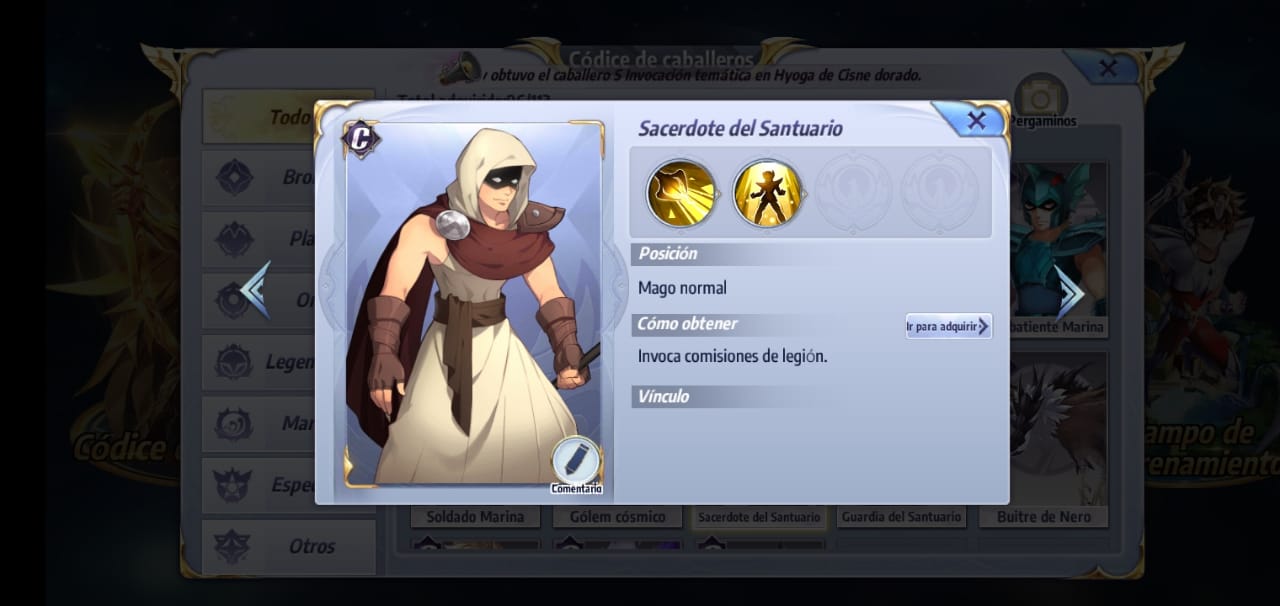 Códice de caballeros
y obtuvo el caballero S Invocación temática en Hyoga de Cisne dorado.
Todo
Pergaminos
C
Sacerdote del Santuario
Posición
Mago normal
Cómo obtener
Ir para adquirir
Invoca comisiones de legión.
Vínculo
Comentario
Bro
Pla
Legen
Mar
Espe
Otros
Códice
batiente Marina
ampo de
renamiento
Soldado Marina
Gólem cósmico
Sacerdote del Santuario
Guardia del Santuario
Buitre de Nero